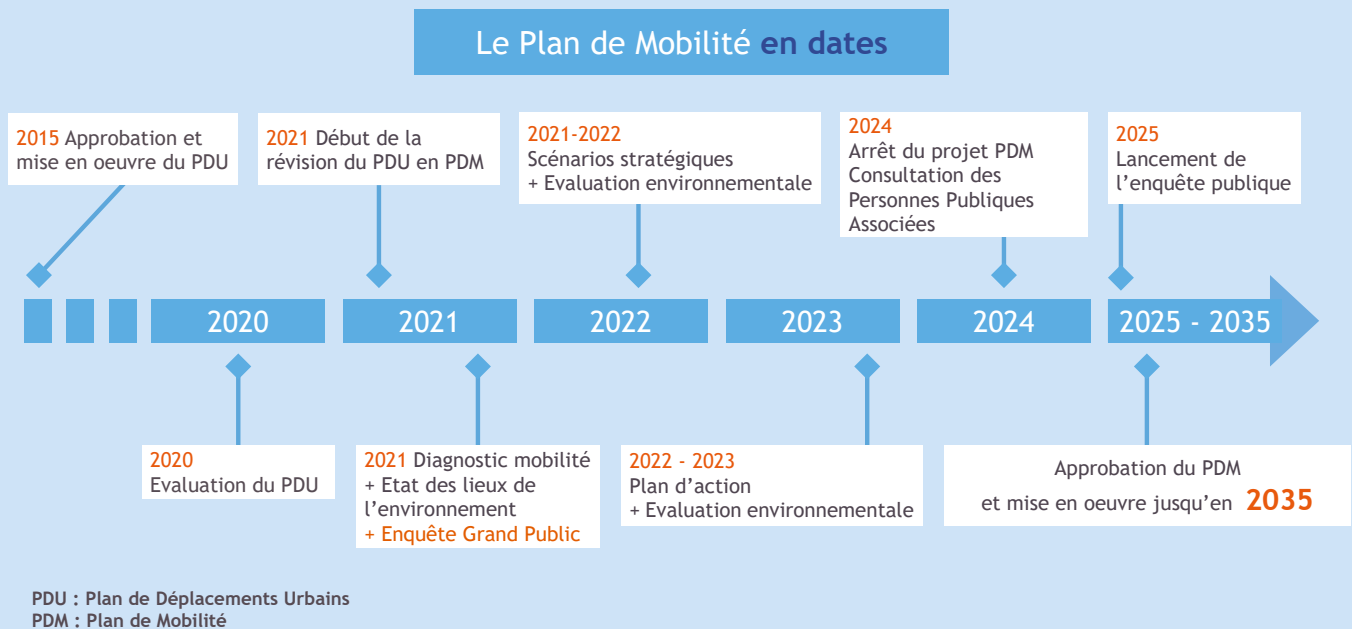 Le Plan de Mobilité en dates
2015 Approbation et
mise en oeuvre du PDU
2021 Début de la
révision du PDU en PDM
2021-2022
Scénarios stratégiques
+ Evaluation environnementale
2024
Arrêt du projet PDM
Consultation des
Personnes Publiques
Associées
2025
Lancement de
l'enquête publique
2020
2021
2022
2023
2024
2025 - 2035
2020
Evaluation du PDU
2021 Diagnostic mobilité
+ Etat des lieux de
l'environnement
+ Enquête Grand Public
2022 - 2023
Plan d'action
+ Evaluation environnementale
Approbation du PDM
et mise en oeuvre jusqu'en 2035
PDU : Plan de Déplacements Urbains
PDM : Plan de Mobilité